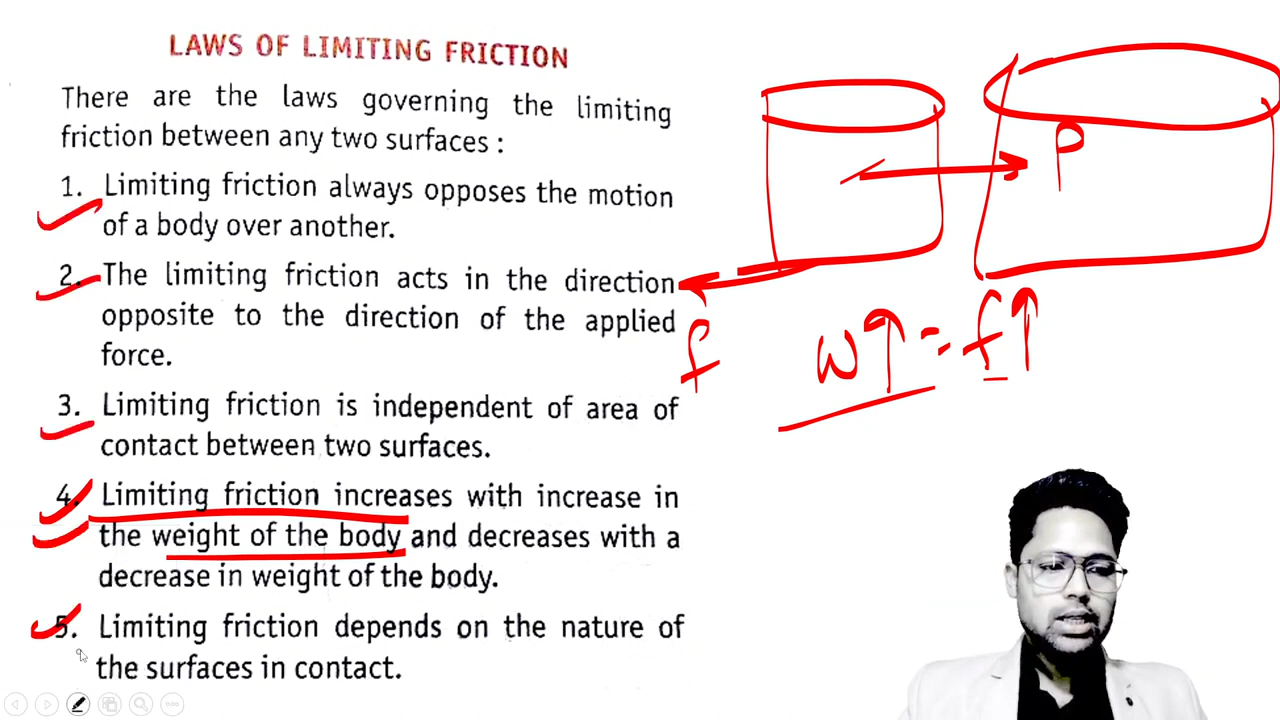 LAWS OF LIMITING FRICTION
There are the laws governing the limiting
friction between any two surfaces :
1. Limiting friction always opposes the motion
of a body over another.
2. The limiting friction acts in the direction
opposite to the direction of the applied
force.
3. Limiting friction is independent of area of
contact between two surfaces.
4. Limiting friction increases with increase in
the weight of the body and decreases with a
decrease in weight of the body.
5. Limiting friction depends on the nature of
the surfaces in contact.
P
f
w↑ = f↑